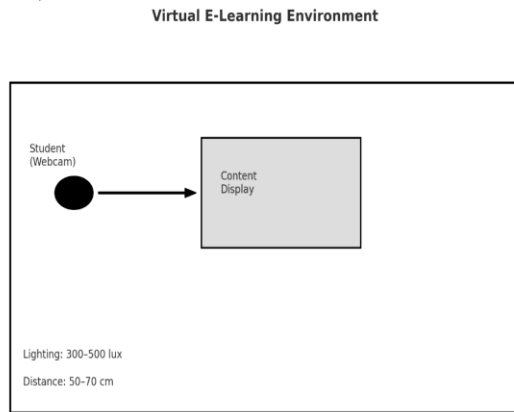 Virtual E-Learning Environment
Student
(Webcam)
Content
Display
Lighting: 300–500 lux
Distance: 50–70 cm